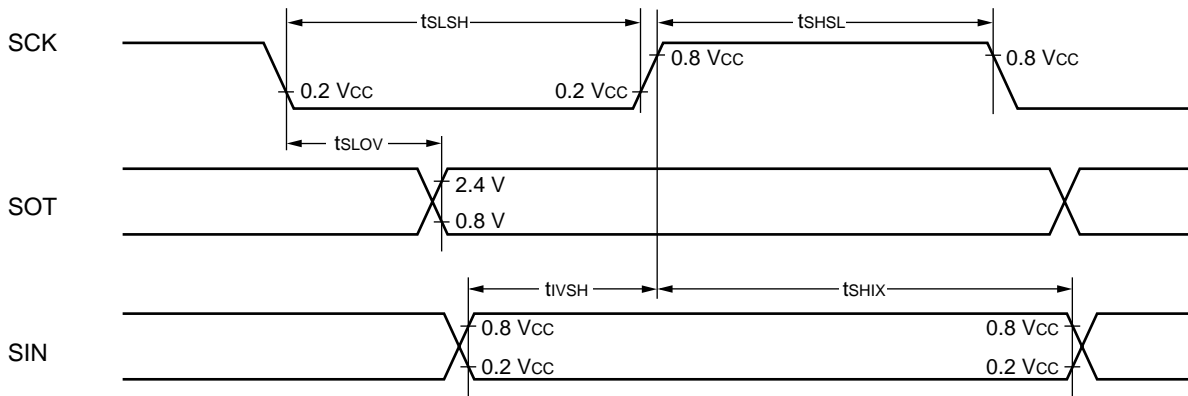 tSLSH
tSHSL
SCK
0.8 VCC
0.8 VCC
0.2 VCC
0.2 VCC
tSLOV
2.4 V
SOT
0.8 V
tIVSH
tSHIX
0.8 VCC
0.8 VCC
SIN
0.2 VCC
0.2 VCC